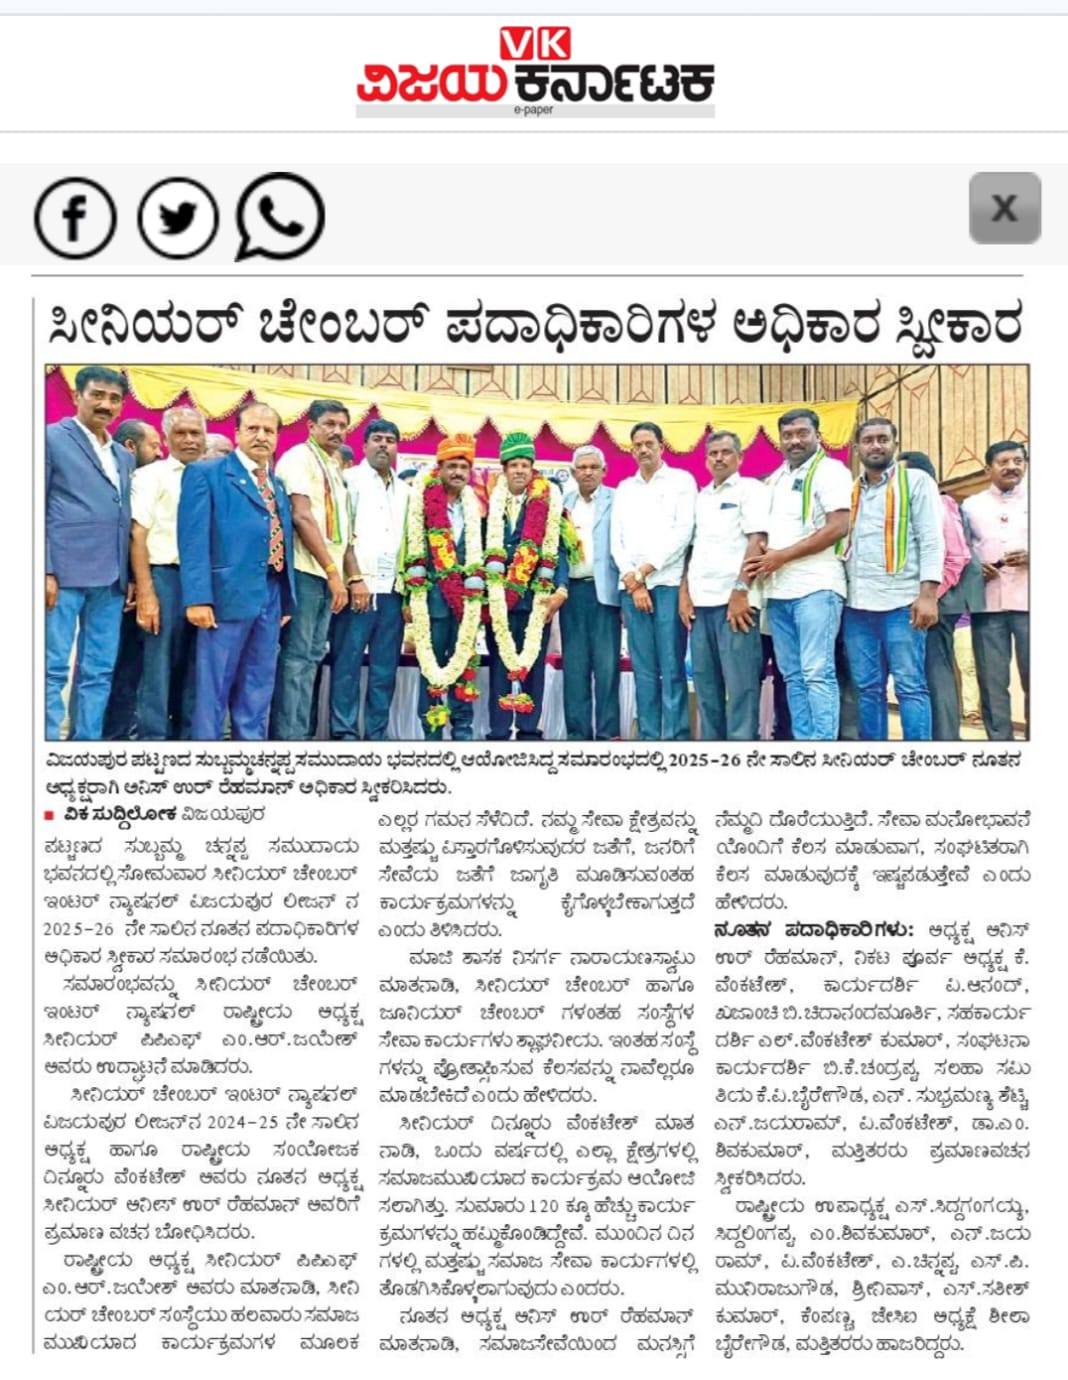 VK
ವಿಜಯ ಕರ್ನಾಟಕ
e-paper
X
ಸೀನಿಯರ್ ಚೇಂಬರ್ ಪದಾಧಿಕಾರಿಗಳ ಅಧಿಕಾರ ಸ್ವೀಕಾರ
ವಿಜಯಪುರ ಪಟ್ಟಣದ ಸುಬ್ಬಮ್ಮಚನ್ನಪ್ಪ ಸಮುದಾಯ ಭವನದಲ್ಲಿ ಆಯೋಜಿಸಿದ್ದ ಸಮಾರಂಭದಲ್ಲಿ 2025-26 ನೇ ಸಾಲಿನ ಸೀನಿಯರ್ ಚೇಂಬರ್ ನೂತನ
ಅಧ್ಯಕ್ಷರಾಗಿ ಅನಿಸ್ ಉರ್ ರೆಹಮಾನ್ ಅಧಿಕಾರ ಸ್ವೀಕರಿಸಿದರು.
■ ವಿಕ ಸುದ್ದಿಲೋಕ ವಿಜಯಪುರ
ಪಟ್ಟಣದ ಸುಬ್ಬಮ್ಮ ಚನ್ನಪ್ಪ ಸಮುದಾಯ
ಭವನದಲ್ಲಿ ಸೋಮವಾರ ಸೀನಿಯರ್ ಚೇಂಬರ್
ಇಂಟರ್ ನ್ಯಾಷನಲ್ ವಿಜಯಪುರ ಲೀಜನ್ ನ
2025-26 ನೇ ಸಾಲಿನ ನೂತನ ಪದಾಧಿಕಾರಿಗಳ
ಅಧಿಕಾರ ಸ್ವೀಕಾರ ಸಮಾರಂಭ ನಡೆಯಿತು.
ಸಮಾರಂಭವನ್ನು ಸೀನಿಯರ್ ಚೇಂಬರ್
ಇಂಟರ್ ನ್ಯಾಷನಲ್ ರಾಷ್ಟ್ರೀಯ ಅಧ್ಯಕ್ಷ
ಸೀನಿಯರ್ ಪಿಪಿಎಫ್ ಎಂ.ಆರ್.ಜಯೇಶ್
ಅವರು ಉದ್ಘಾಟನೆ ಮಾಡಿದರು.
ಸೀನಿಯರ್ ಚೇಂಬರ್ ಇಂಟರ್ ನ್ಯಾಷನಲ್
ವಿಜಯಪುರ ಲೀಜನ್‌ನ 2024-25 ನೇ ಸಾಲಿನ
ಅಧ್ಯಕ್ಷ ಹಾಗೂ ರಾಷ್ಟ್ರೀಯ ಸಂಯೋಜಕ
ದಿನ್ನೂರು ವೆಂಕಟೇಶ್ ಅವರು ನೂತನ ಅಧ್ಯಕ್ಷ
ಸೀನಿಯರ್ ಅನೀಸ್ ಉರ್ ರೆಹಮಾನ್ ಅವರಿಗೆ
ಪ್ರಮಾಣ ವಚನ ಬೋಧಿಸಿದರು.
ರಾಷ್ಟ್ರೀಯ ಅಧ್ಯಕ್ಷ ಸೀನಿಯರ್ ಪಿಪಿಎಫ್
ಎಂ.ಆರ್.ಜಯೇಶ್ ಅವರು ಮಾತನಾಡಿ, ಸೀನಿ
ಯರ್ ಚೇಂಬರ್ ಸಂಸ್ಥೆಯು ಹಲವಾರು ಸಮಾಜ
ಮುಖಿಯಾದ ಕಾರ್ಯಕ್ರಮಗಳ ಮೂಲಕ
ಎಲ್ಲರ ಗಮನ ಸೆಳೆದಿದೆ. ನಮ್ಮ ಸೇವಾ ಕ್ಷೇತ್ರವನ್ನು
ಮತ್ತಷ್ಟು ವಿಸ್ತಾರಗೊಳಿಸುವುದರ ಜತೆಗೆ, ಜನರಿಗೆ
ಸೇವೆಯ ಜತೆಗೆ ಜಾಗೃತಿ ಮೂಡಿಸುವಂತಹ
ಕಾರ್ಯಕ್ರಮಗಳನ್ನು ಕೈಗೊಳ್ಳಬೇಕಾಗುತ್ತದೆ
ಎಂದು ತಿಳಿಸಿದರು.
ಮಾಜಿ ಶಾಸಕ ನಿಸರ್ಗ ನಾರಾಯಣಸ್ವಾಮಿ
ಮಾತನಾಡಿ, ಸೀನಿಯರ್ ಚೇಂಬರ್ ಹಾಗೂ
ಜೂನಿಯರ್ ಚೇಂಬರ್ ಗಳಂತಹ ಸಂಸ್ಥೆಗಳ
ಸೇವಾ ಕಾರ್ಯಗಳು ಶ್ಲಾಘನೀಯ. ಇಂತಹ ಸಂಸ್ಥೆ
ಗಳನ್ನು ಪ್ರೋತ್ಸಾಹಿಸುವ ಕೆಲಸವನ್ನು ನಾವೆಲ್ಲರೂ
ಮಾಡಬೇಕಿದೆ ಎಂದು ಹೇಳಿದರು.
ಸೀನಿಯರ್ ದಿನ್ನೂರು ವೆಂಕಟೇಶ್ ಮಾತ
ನಾಡಿ, ಒಂದು ವರ್ಷದಲ್ಲಿ ಎಲ್ಲಾ ಕ್ಷೇತ್ರಗಳಲ್ಲಿ
ಸಮಾಜಮುಖಿಯಾದ ಕಾರ್ಯಕ್ರಮ ಆಯೋಜಿ
ಸಲಾಗಿತ್ತು. ಸುಮಾರು 120 ಕ್ಕೂ ಹೆಚ್ಚು ಕಾರ್ಯ
ಕ್ರಮಗಳನ್ನು ಹಮ್ಮಿಕೊಂಡಿದ್ದೇವೆ. ಮುಂದಿನ ದಿನ
ಗಳಲ್ಲಿ ಮತ್ತಷ್ಟು ಸಮಾಜ ಸೇವಾ ಕಾರ್ಯಗಳಲ್ಲಿ
ತೊಡಗಿಸಿಕೊಳ್ಳಲಾಗುವುದು ಎಂದರು.
ನೂತನ ಅಧ್ಯಕ್ಷ ಆನಿಸ್ ಉರ್ ರೆಹಮಾನ್
ಮಾತನಾಡಿ, ಸಮಾಜಸೇವೆಯಿಂದ ಮನಸ್ಸಿಗೆ
ನೆಮ್ಮದಿ ದೊರೆಯುತ್ತಿದೆ. ಸೇವಾ ಮನೋಭಾವನೆ
ಯೊಂದಿಗೆ ಕೆಲಸ ಮಾಡುವಾಗ, ಸಂಘಟಿತರಾಗಿ
ಕೆಲಸ ಮಾಡುವುದಕ್ಕೆ ಇಷ್ಟಪಡುತ್ತೇವೆ ಎಂದು
ಹೇಳಿದರು.
ನೂತನ ಪದಾಧಿಕಾರಿಗಳು: ಅಧ್ಯಕ್ಷ ಆನಿಸ್
ಉರ್ ರೆಹಮಾನ್, ನಿಕಟ ಪೂರ್ವ ಅಧ್ಯಕ್ಷ ಕೆ.
ವೆಂಕಟೇಶ್, ಕಾರ್ಯದರ್ಶಿ ವಿ.ಆನಂದ್,
ಖಜಾಂಚಿ ಬಿ.ಚಿದಾನಂದಮೂರ್ತಿ, ಸಹಕಾರ್ಯ
ದರ್ಶಿ ಎಲ್.ವೆಂಕಟೇಶ್ ಕುಮಾರ್, ಸಂಘಟನಾ
ಕಾರ್ಯದರ್ಶಿ ಬಿ.ಕೆ.ಚಂದ್ರಪ್ಪ, ಸಲಹಾ ಸಮಿ
ತಿಯ ಕೆ.ವಿ.ಬೈರೇಗೌಡ, ಎನ್. ಸುಬ್ರಮಣ್ಯ ಶೆಟ್ಟಿ
ಎನ್.ಜಯರಾಮ್, ವಿ.ವೆಂಕಟೇಶ್, ಡಾ.ಎಂ.
ಶಿವಕುಮಾರ್, ಮತ್ತಿತರರು ಪ್ರಮಾಣವಚನ
ಸ್ವೀಕರಿಸಿದರು.
ರಾಷ್ಟ್ರೀಯ ಉಪಾಧ್ಯಕ್ಷ ಎಸ್.ಸಿದ್ದಗಂಗಯ್ಯ,
ಸಿದ್ದಲಿಂಗಪ್ಪ, ಎಂ.ಶಿವಕುಮಾರ್, ಎನ್.ಜಯ
ರಾಮ್, ಪಿ.ವೆಂಕಟೇಶ್, ಎ.ಚಿನ್ನಪ್ಪ, ಎಸ್.ಪಿ.
ಮುನಿರಾಜುಗೌಡ, ಶ್ರೀನಿವಾಸ್, ಎಸ್.ಸತೀಶ್
ಕುಮಾರ್, ಕೆಂಪಣ್ಣ, ಜೇಸಿಐ ಅಧ್ಯಕ್ಷೆ ಶೀಲಾ
ಬೈರೇಗೌಡ, ಮತ್ತಿತರರು ಹಾಜರಿದ್ದರು.